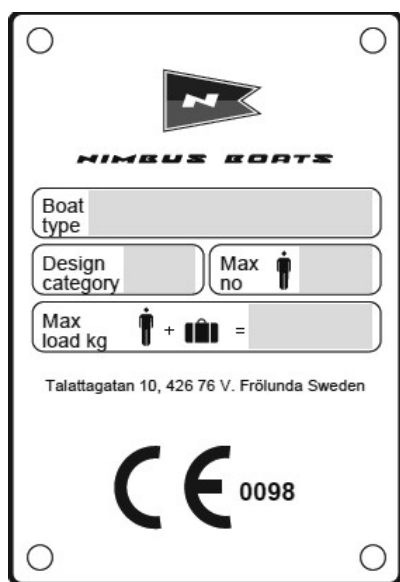 N
NIMBUS BOATS
Boat
type
Design
category
Max
no
Max
load kg
+
=
Talattagatan 10, 426 76 V. Frölunda Sweden
CE 0098